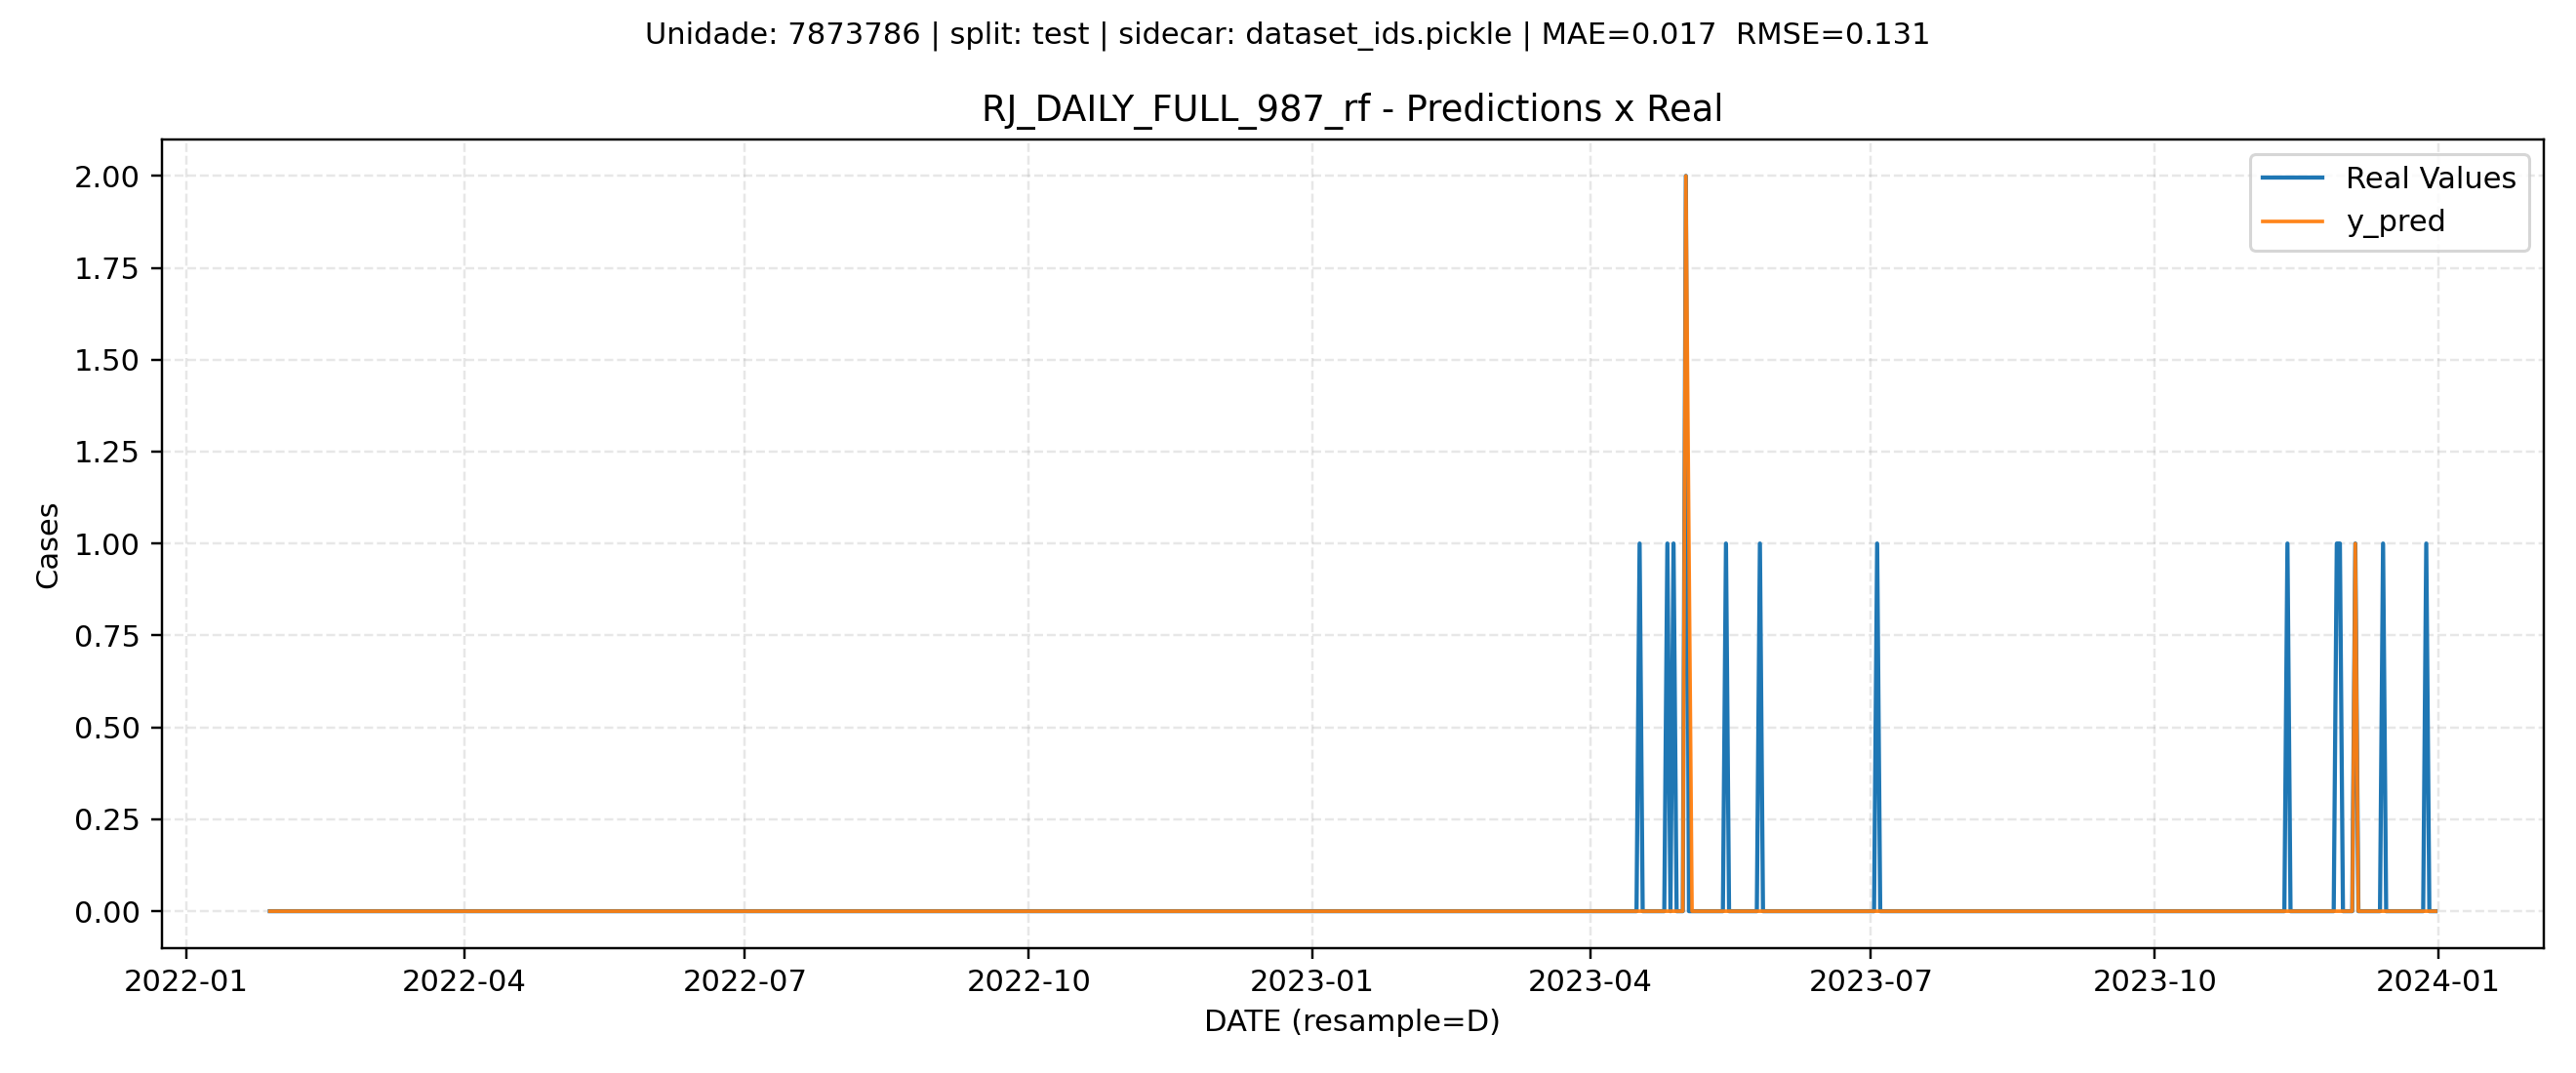 Unidade: 7873786 | split: test | sidecar: dataset_ids.pickle | MAE=0.017  RMSE=0.131
RJ_DAILY_FULL_987_rf - Predictions x Real
Real Values
y_pred
2.00
1.75
1.50
1.25
1.00
0.75
0.50
0.25
0.00
Cases
2022-01 2022-04 2022-07 2022-10 2023-01 2023-04 2023-07 2023-10 2024-01
DATE (resample=D)